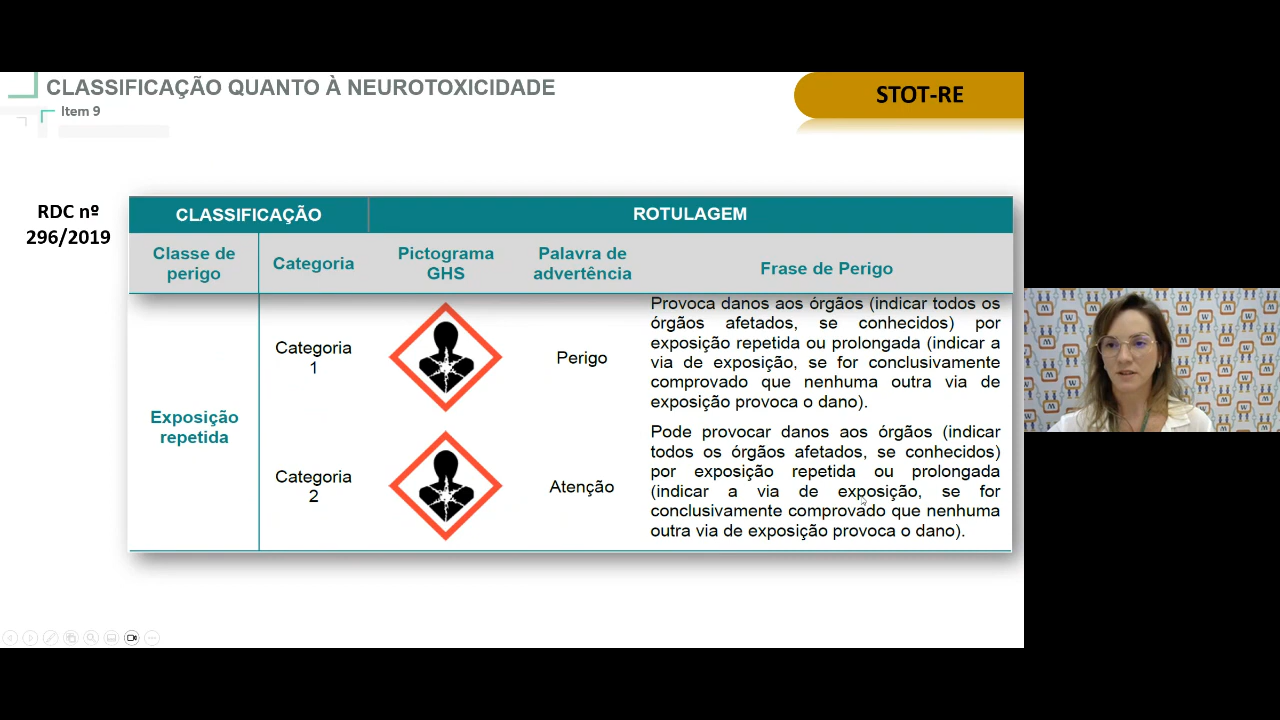 CLASSIFICAÇÃO QUANTO À NEUROTOXICIDADE
Item 9
STOT-RE
RDC nº
296/2019
CLASSIFICAÇÃO
ROTULAGEM
Classe de
perigo
Categoria
Pictograma
GHS
Palavra de
advertência
Frase de Perigo
Exposição
repetida
Categoria
1
Perigo
Provoca danos aos órgãos (indicar todos os
órgãos afetados, se conhecidos) por
exposição repetida ou prolongada (indicar a
via de exposição, se for conclusivamente
comprovado que nenhuma outra via de
exposição provoca o dano).
Categoria
2
Atenção
Pode provocar danos aos órgãos (indicar
todos os órgãos afetados, se conhecidos)
por exposição repetida ou prolongada
(indicar a via de exposição, se for
conclusivamente comprovado que nenhuma
outra via de exposição provoca o dano).